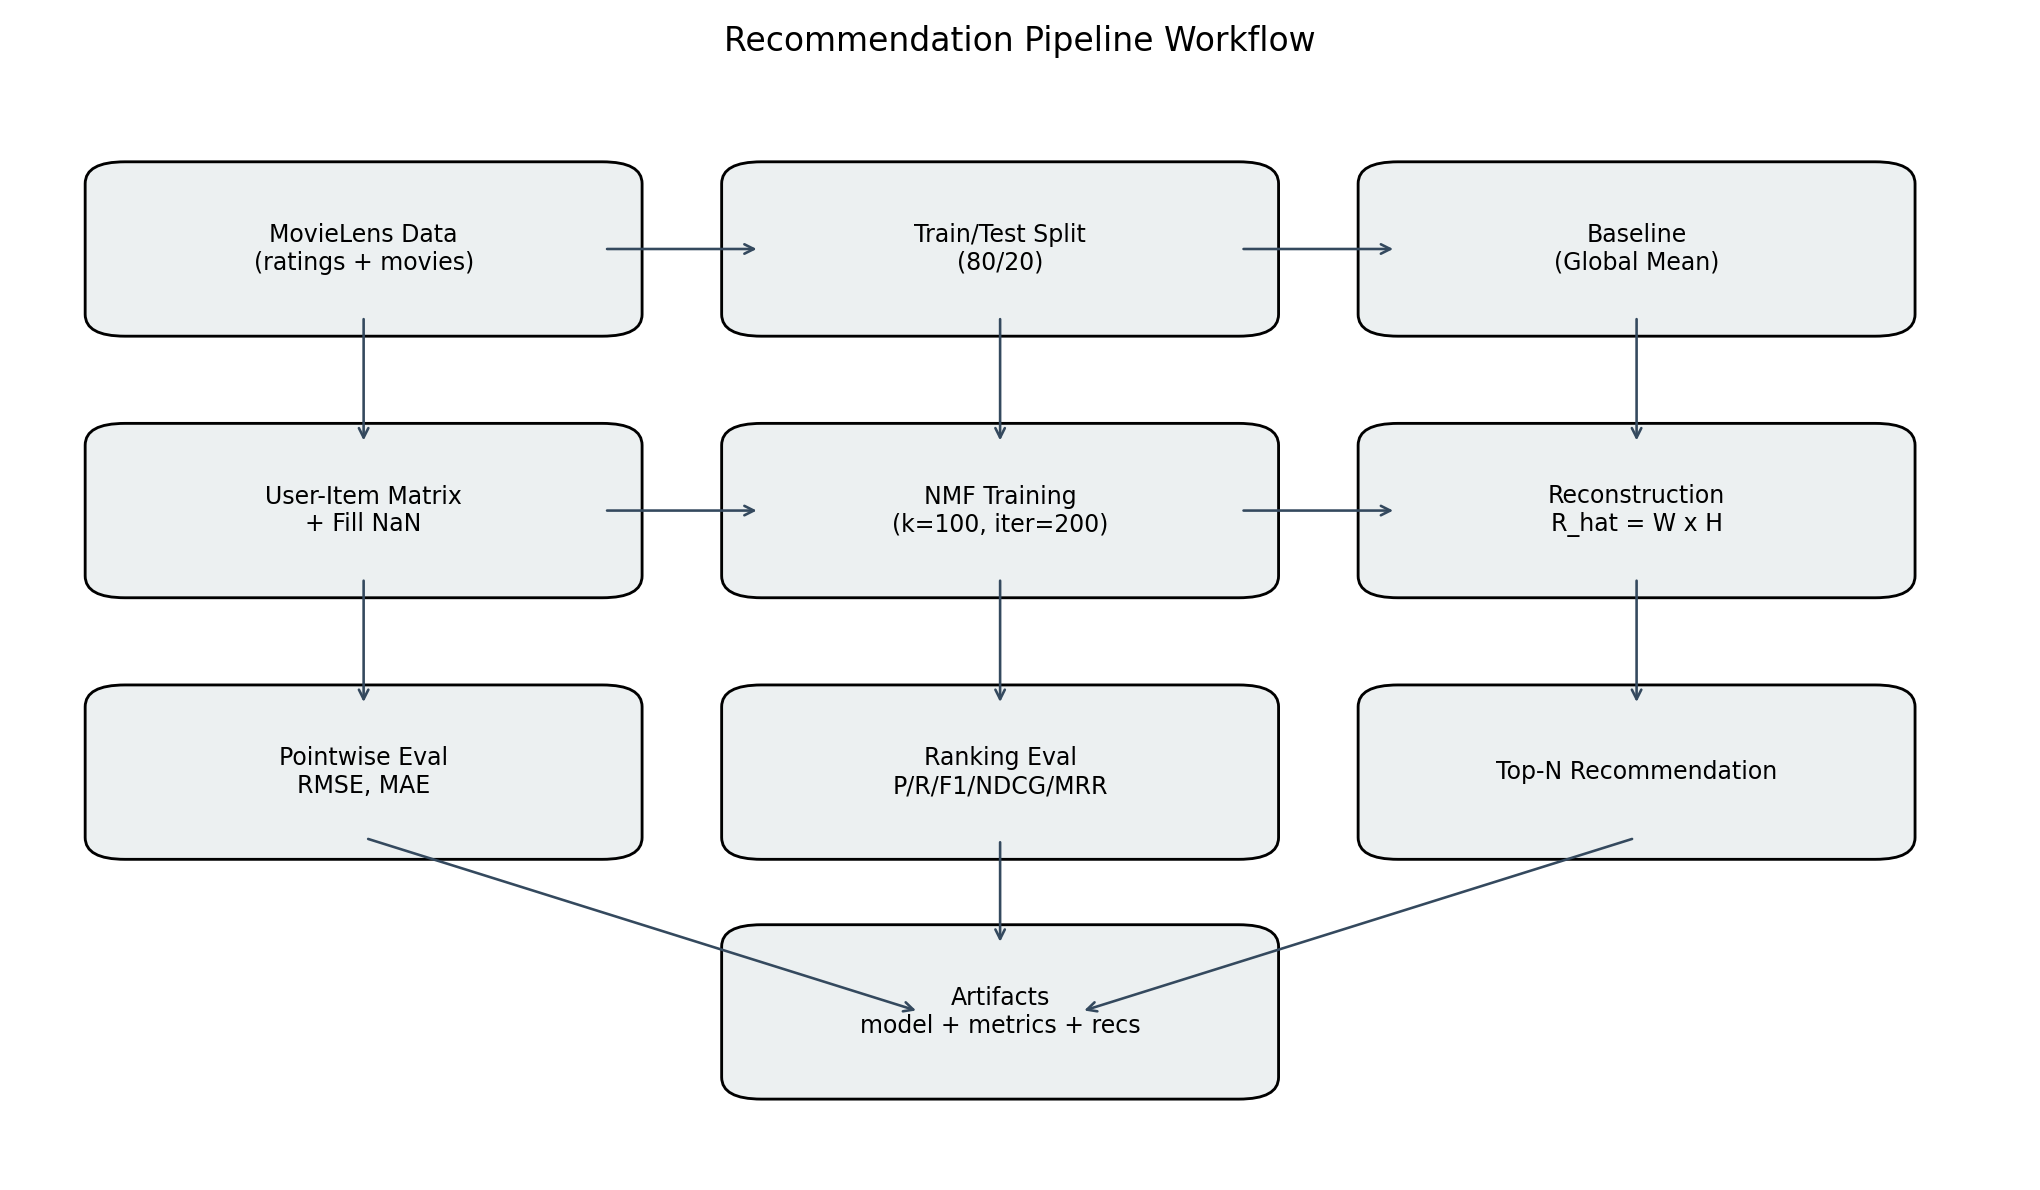 Recommendation Pipeline Workflow
MovieLens Data
(ratings + movies)
Train/Test Split
(80/20)
Baseline
(Global Mean)
User-Item Matrix
+ Fill NaN
NMF Training
(k=100, iter=200)
Reconstruction
R_hat = W x H
Pointwise Eval
RMSE, MAE
Ranking Eval
P/R/F1/NDCG/MRR
Top-N Recommendation
Artifacts
model + metrics + recs